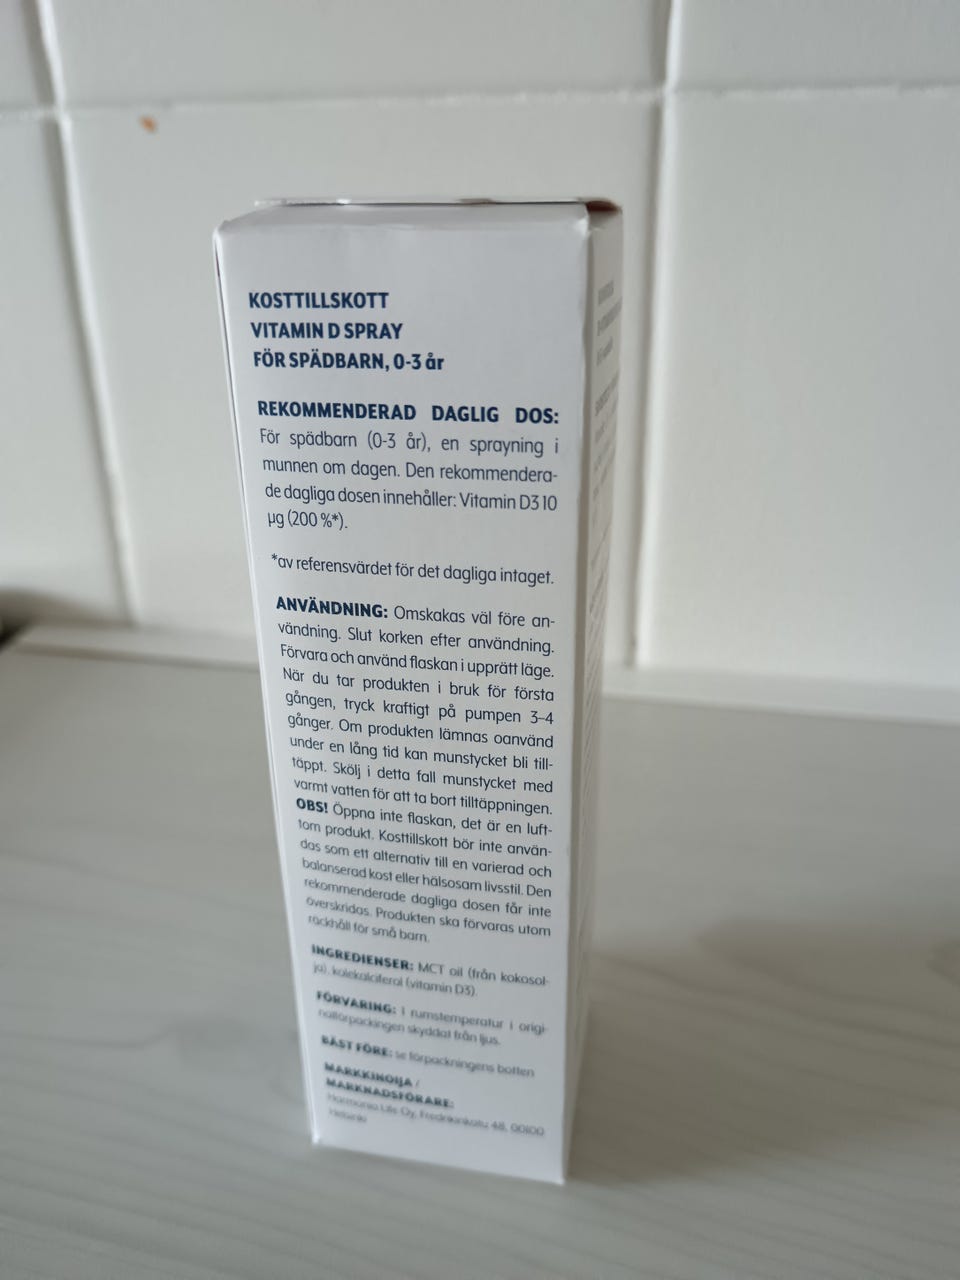 KOSTTILLSKOTT
VITAMIN D SPRAY
FÖR SPÄDBARN, 0-3 år
REKOMMENDERAD DAGLIG DOS:
För spädbarn (0-3 år), en sprayning i
munnen om dagen. Den rekommendera-
de dagliga dosen innehåller: Vitamin D3 10
µg (200 %*).
*av referensvärdet för det dagliga intaget.
ANVÄNDNING: Omskakas väl före an-
vändning. Slut korken efter användning.
Förvara och använd flaskan i upprätt läge.
När du tar produkten i bruk för första
gången, tryck kraftigt på pumpen 3–4
gånger. Om produkten lämnas oanvänd
under en lång tid kan munstycket bli till-
täppt. Skölj i detta fall munstycket med
varmt vatten för att ta bort tilltäppningen.
OBS! Öppna inte flaskan, det är en luft-
tom produkt. Kosttillskott bör inte använ-
das som ett alternativ till en varierad och
balanserad kost eller hälsosam livsstil. Den
rekommenderade dagliga dosen får inte
överskridas. Produkten ska förvaras utom
räckhåll för små barn.
INGREDIENSER: MCT oil (från kokosol-
ja), kolekalciferol (vitamin D3).
FÖRVARING: I rumstemperatur i origi-
nalförpackingen skyddat från ljus.
BÄST FÖRE: se förpackningens botten
MARKKINOIJA /
MARKNADSFÖRARE:
Harmonia Life Oy, Fredrikinkatu 48, 00100
Helsinki